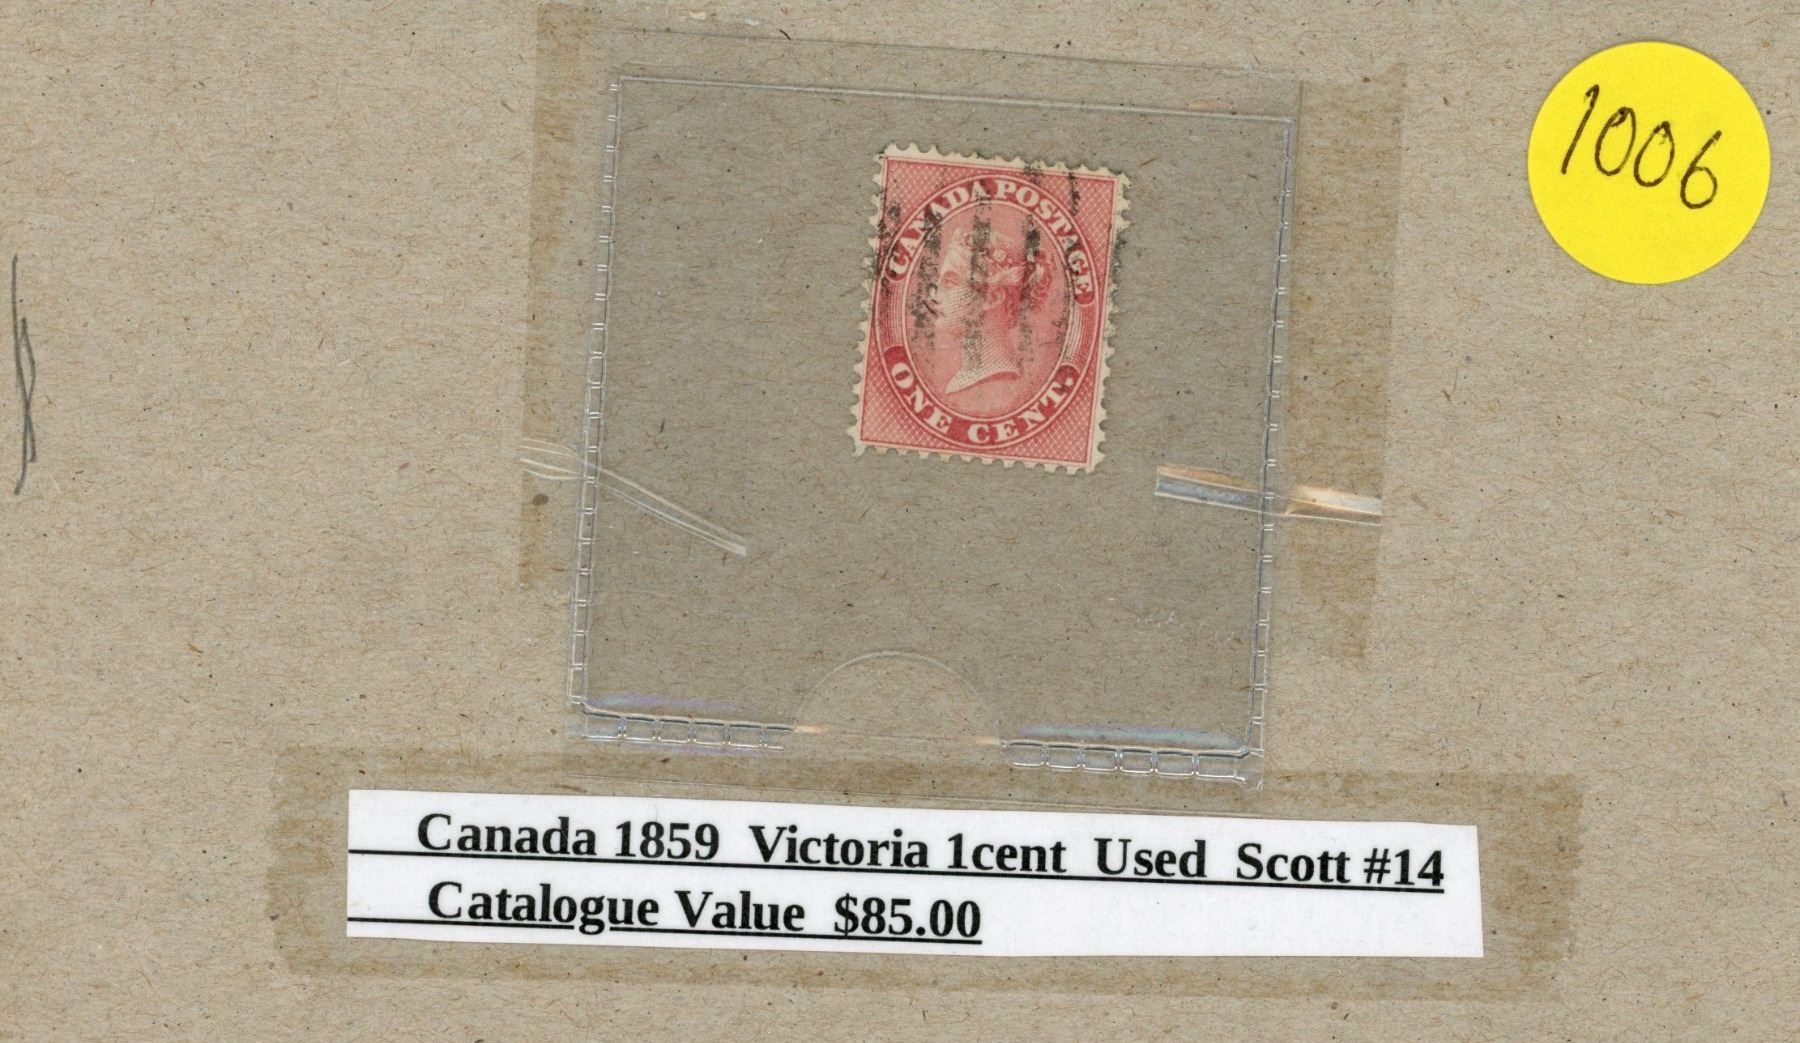 1006
CANADA POSTAGE
ONE CENT.
Canada 1859 Victoria 1cent Used Scott #14
Catalogue Value $85.00